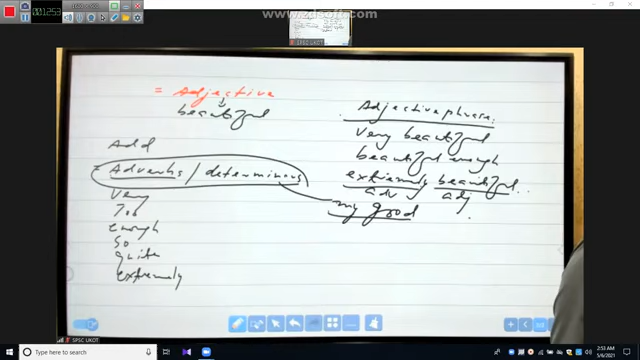 www.zdsoft.com
= Adjective
beautiful
Add
= Adverbs / determiners
very
Too
enough
so
quite
extremely
Adjective phrase:
very beautiful
beautiful enough
extremely beautiful
adv adj
my good
SPSC UKOT
SPSC UKOT
Type here to search
2:53 AM
5/6/2021